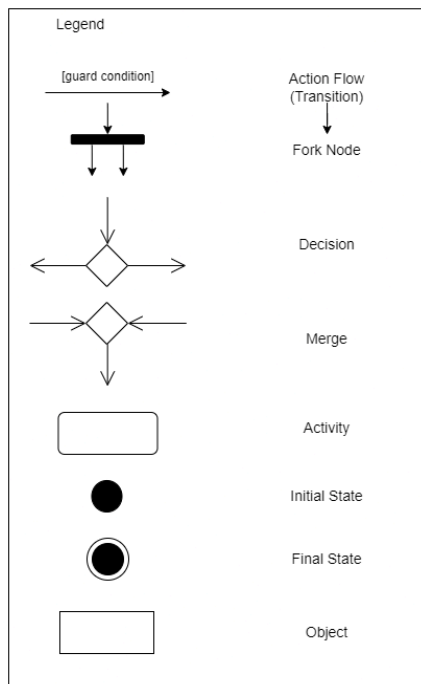 Legend
[guard condition]
Action Flow
(Transition)
Fork Node
Decision
Merge
Activity
Initial State
Final State
Object